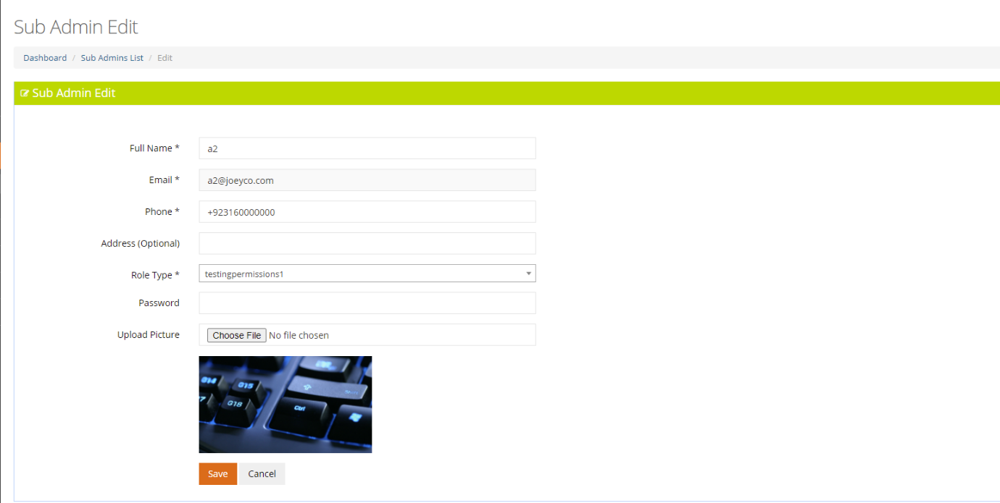 Sub Admin Edit
Dashboard / Sub Admins List / Edit
Sub Admin Edit
Full Name * a2
Email * a2@joeyco.com
Phone * +923160000000
Address (Optional)
Role Type * testingpermissions1
Password
Upload Picture Choose File No file chosen
G14 G15
G18 Ctrl
Save Cancel